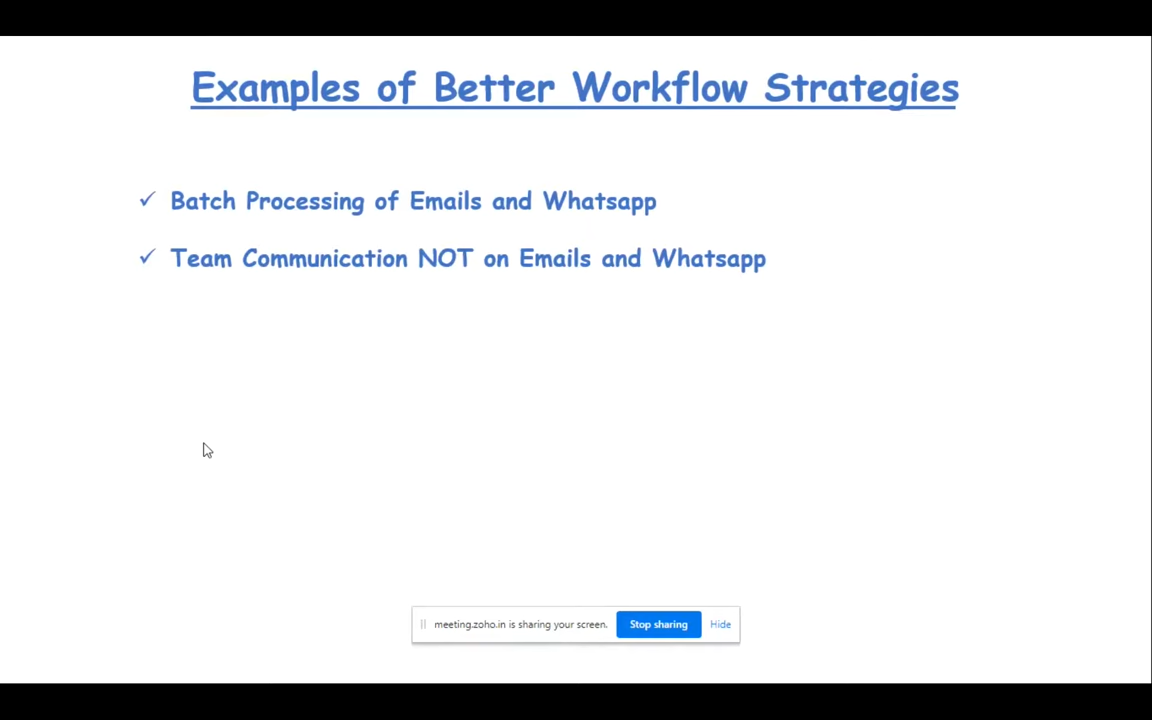 Examples of Better Workflow Strategies
✓ Batch Processing of Emails and Whatsapp
✓ Team Communication NOT on Emails and Whatsapp
meeting.zoho.in is sharing your screen. Stop sharing Hide